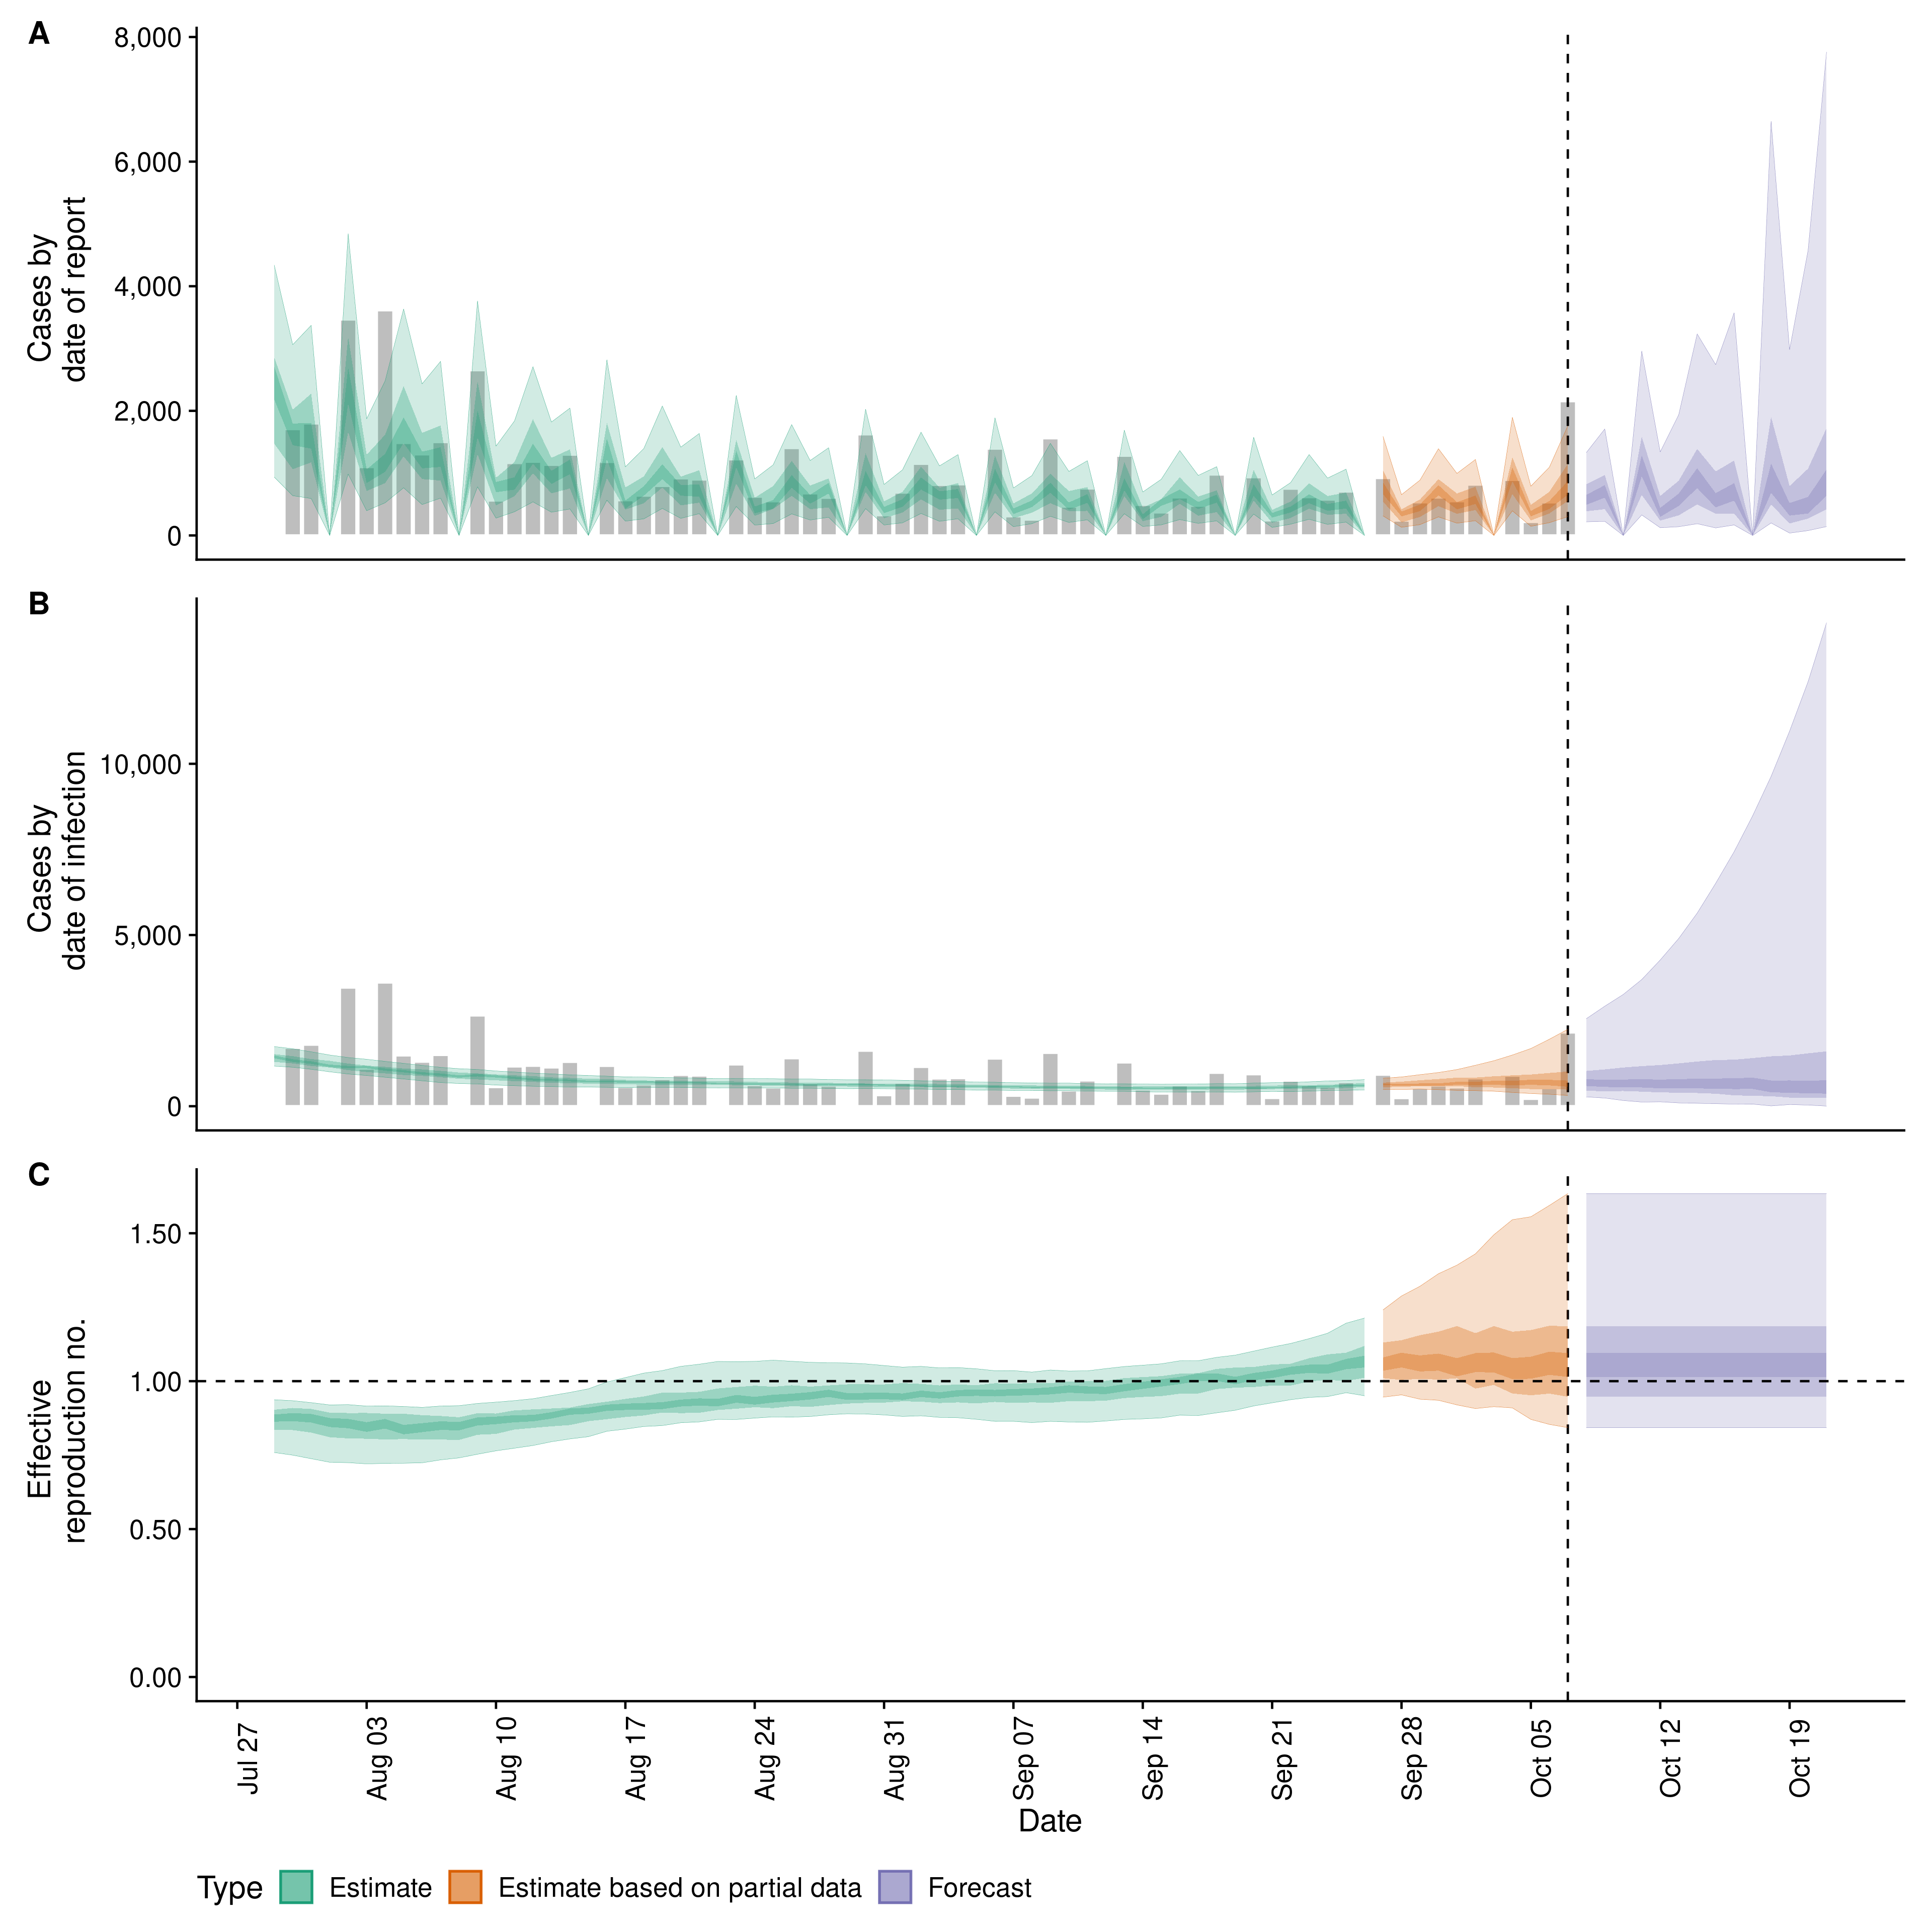 A
8,000
6,000
4,000
2,000
0
Cases by
date of report
B
10,000
5,000
0
Cases by
date of infection
C
1.50
1.00
0.50
0.00
Effective
reproduction no.
Jul 27
Aug 03
Aug 10
Aug 17
Aug 24
Aug 31
Sep 07
Sep 14
Sep 21
Sep 28
Oct 05
Oct 12
Oct 19
Date
Type Estimate Estimate based on partial data Forecast